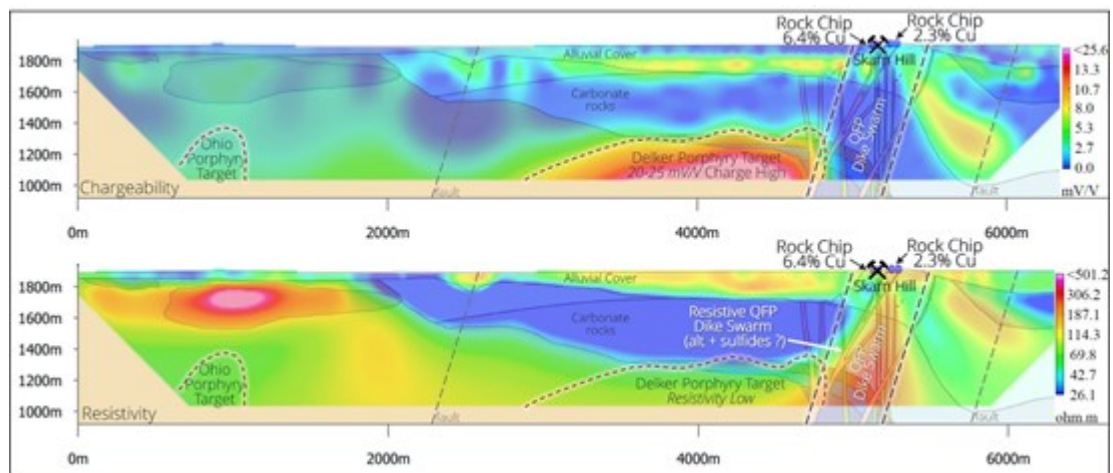 Rock Chip
6.4% Cu
Rock Chip
2.3% Cu
Skarn Hill
Alluvial Cover
1800m
1600m
1400m
1200m
1000m
Carbonate
rocks
QFP
Dike Swarm
Ohio
Porphyry
Target
Delker Porphyry Target
20-25 mV/V Charge High
Chargeability
fault
fault
<25.6
13.3
10.7
8.0
5.3
2.7
0.0
mV/V
0m
2000m
4000m
6000m
Rock Chip
6.4% Cu
Rock Chip
2.3% Cu
Skarn Hill
Alluvial Cover
1800m
1600m
1400m
1200m
1000m
Carbonate
rocks
Resistive QFP
Dike Swarm
(alt + sulfides ?)
QFP
Dike Swarm
Ohio
Porphyry
Target
Delker Porphyry Target
Resistivity Low
Resistivity
fault
fault
<501.2
306.2
187.1
114.3
69.8
42.7
26.1
ohm.m
0m
2000m
4000m
6000m